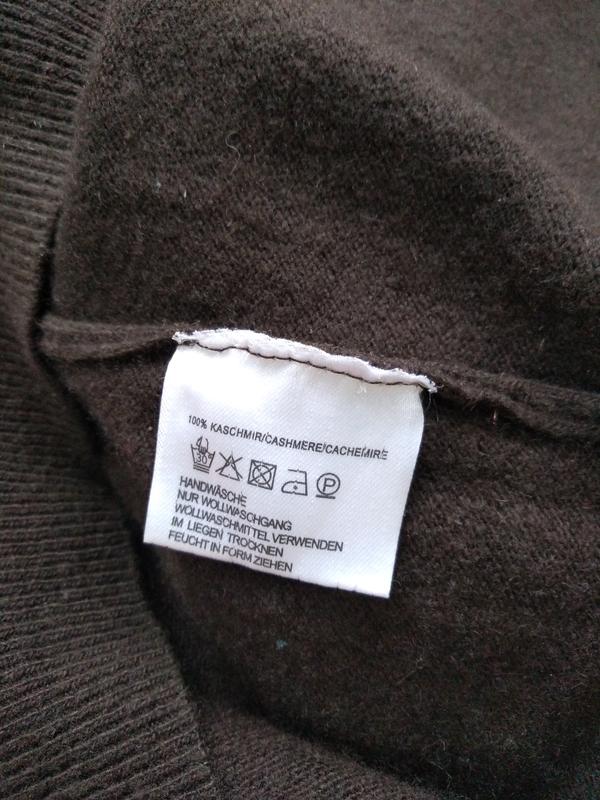 100% KASCHMIR/CASHMERE/CACHEMIRE
30 P
HANDWÄSCHE
NUR WOLLWASCHGANG
WOLLWASCHMITTEL VERWENDEN
IM LIEGEN TROCKNEN
FEUCHT IN FORM ZIEHEN